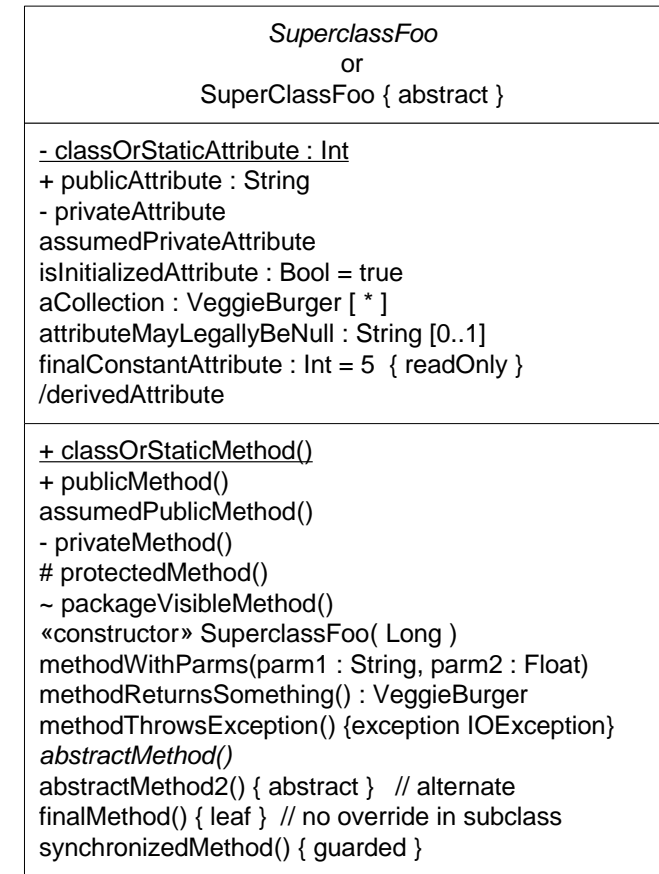 SuperclassFoo
or
SuperClassFoo { abstract }
- classOrStaticAttribute : Int
+ publicAttribute : String
- privateAttribute
assumedPrivateAttribute
isInitializedAttribute : Bool = true
aCollection : VeggieBurger [ * ]
attributeMayLegallyBeNull : String [0..1]
finalConstantAttribute : Int = 5 { readOnly }
/derivedAttribute
+ classOrStaticMethod()
+ publicMethod()
assumedPublicMethod()
- privateMethod()
# protectedMethod()
~ packageVisibleMethod()
«constructor» SuperclassFoo( Long )
methodWithParms(parm1 : String, parm2 : Float)
methodReturnsSomething() : VeggieBurger
methodThrowsException() {exception IOException}
abstractMethod()
abstractMethod2() { abstract } // alternate
finalMethod() { leaf } // no override in subclass
synchronizedMethod() { guarded }